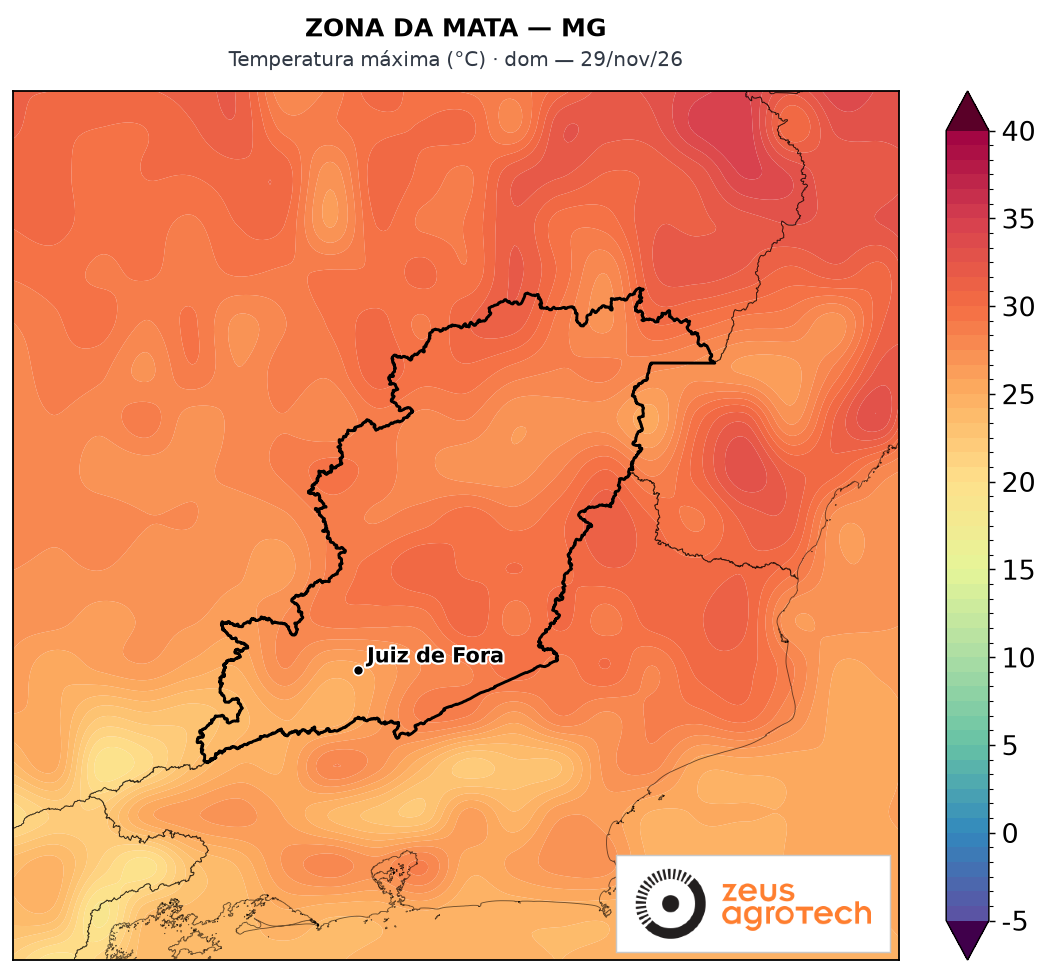 ZONA DA MATA — MG
Temperatura máxima (°C) · dom — 29/nov/26
40
35
30
25
20
15
10
5
0
-5
Juiz de Fora
zeus
agrotech